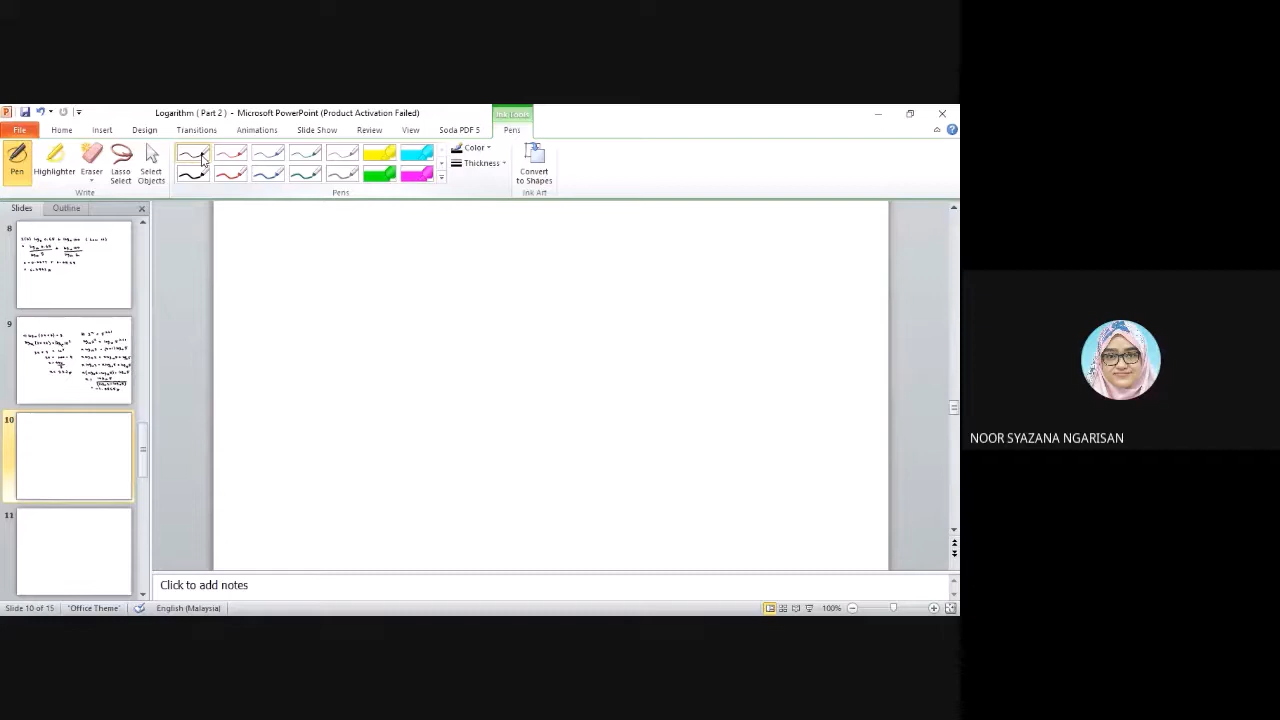 Logarithm ( Part 2 ) - Microsoft PowerPoint (Product Activation Failed)
Ink Tools
File Home Insert Design Transitions Animations Slide Show Review View Soda PDF 5 Pens
Pen Highlighter Eraser Lasso Select Select Objects
Color
Thickness
Convert to Shapes
Write Pens Ink Art
Slides Outline
8
9
10
11
NOOR SYAZANA NGARISAN
Click to add notes
Slide 10 of 15 "Office Theme" English (Malaysia) 100%